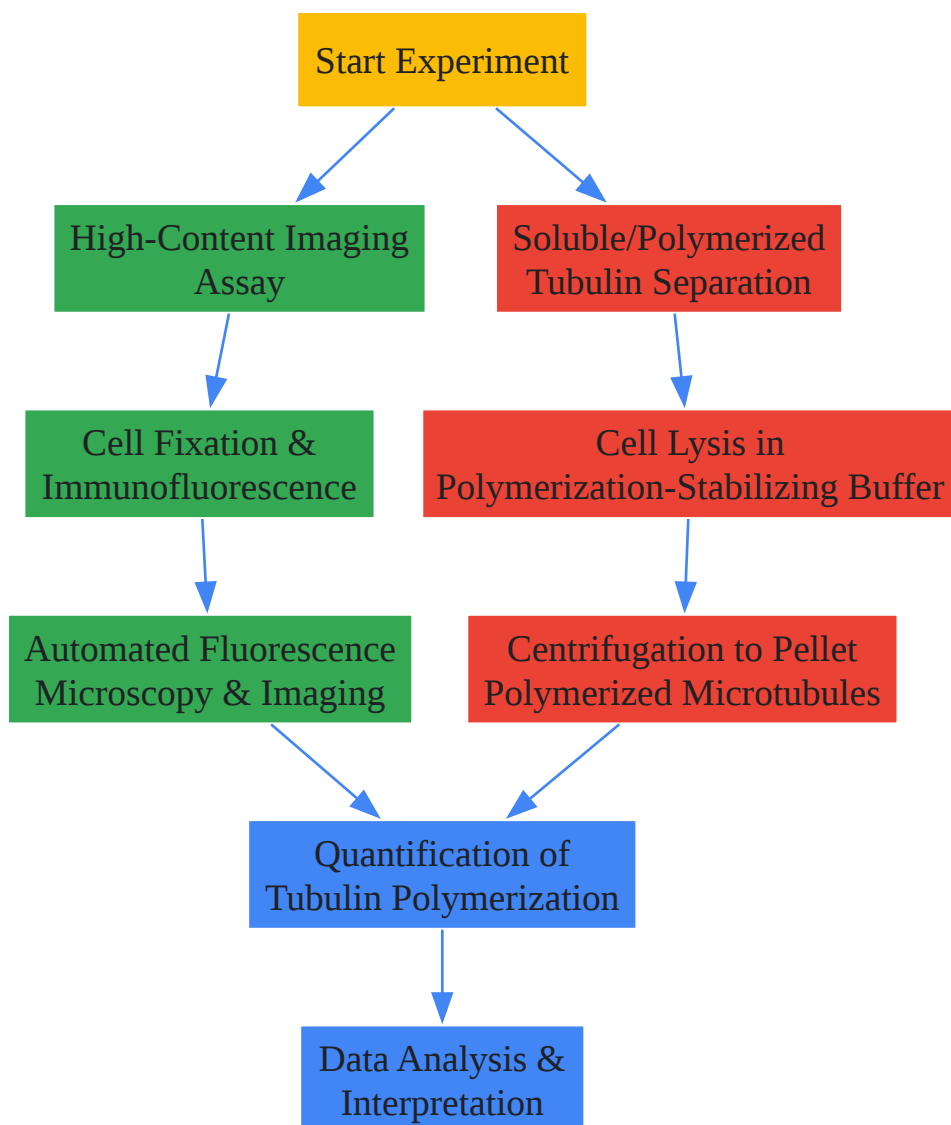 Start Experiment
High-Content Imaging
Assay
Soluble/Polymerized
Tubulin Separation
Cell Fixation &
Immunofluorescence
Cell Lysis in
Polymerization-Stabilizing Buffer
Automated Fluorescence
Microscopy & Imaging
Centrifugation to Pellet
Polymerized Microtubules
Quantification of
Tubulin Polymerization
Data Analysis &
Interpretation